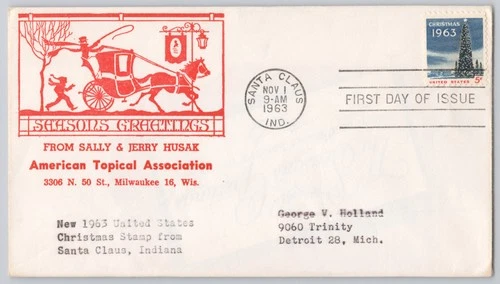 SEASONS GREETINGS
FROM SALLY & JERRY HUSAK
American Topical Association
3306 N. 50 St., Milwaukee 16, Wis.
New 1963 United States
Christmas Stamp from
Santa Claus, Indiana
SANTA CLAUS
NOV 1
9-AM
1963
IND.
FIRST DAY OF ISSUE
CHRISTMAS
1963
UNITED STATES
5c
George V. Holland
9060 Trinity
Detroit 28, Mich.